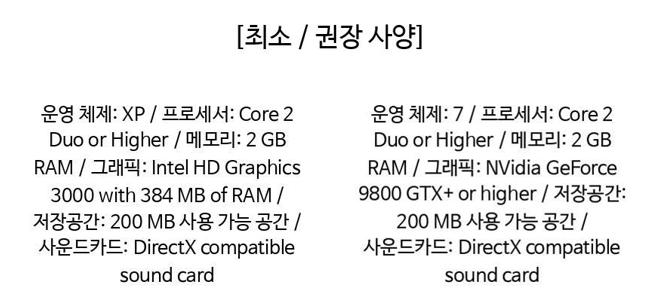 [최소 / 권장 사양]
운영 체제: XP / 프로세서: Core 2
Duo or Higher / 메모리: 2 GB
RAM / 그래픽: Intel HD Graphics
3000 with 384 MB of RAM /
저장공간: 200 MB 사용 가능 공간 /
사운드카드: DirectX compatible
sound card
운영 체제: 7 / 프로세서: Core 2
Duo or Higher / 메모리: 2 GB
RAM / 그래픽: NVidia GeForce
9800 GTX+ or higher / 저장공간:
200 MB 사용 가능 공간 /
사운드카드: DirectX compatible
sound card